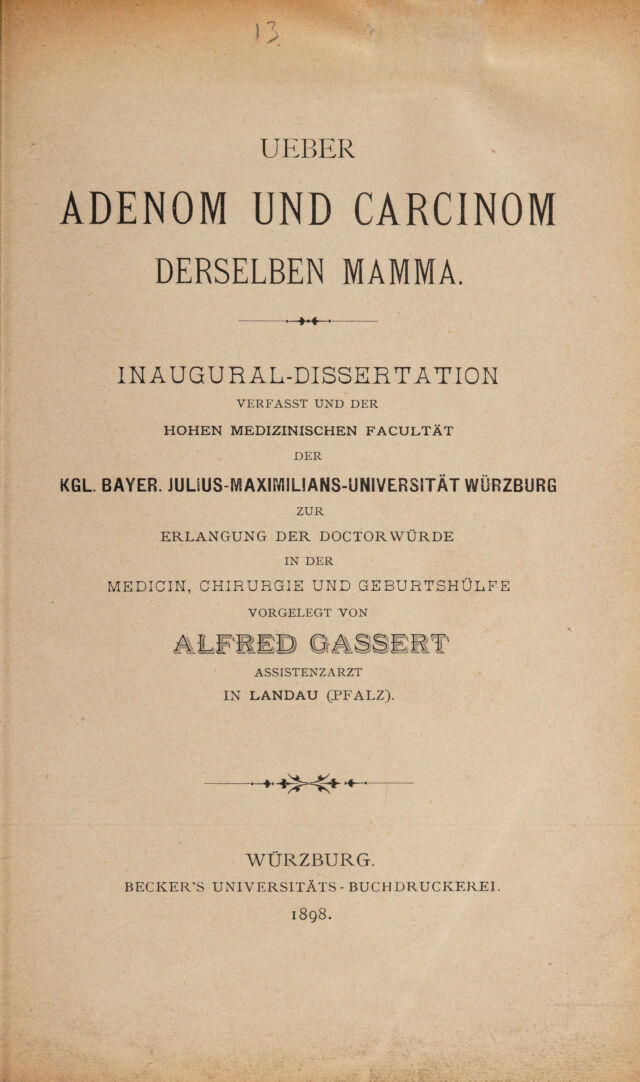 13
UEBER
ADENOM UND CARCINOM
DERSELBEN MAMMA.
INAUGURAL-DISSERTATION
VERFASST UND DER
HOHEN MEDIZINISCHEN FACULTÄT
DER
KGL. BAYER. JULIUS-MAXIMILIANS-UNIVERSITÄT WÜRZBURG
ZUR
ERLANGUNG DER DOCTORWÜRDE
IN DER
MEDICIN, CHIRURGIE UND GEBURTSHÜLFE
VORGELEGT VON
ALFRED GASSERT
ASSISTENZARZT
IN LANDAU (PFALZ).
WÜRZBURG.
BECKER'S UNIVERSITÄTS-BUCHDRUCKEREI.
1898.